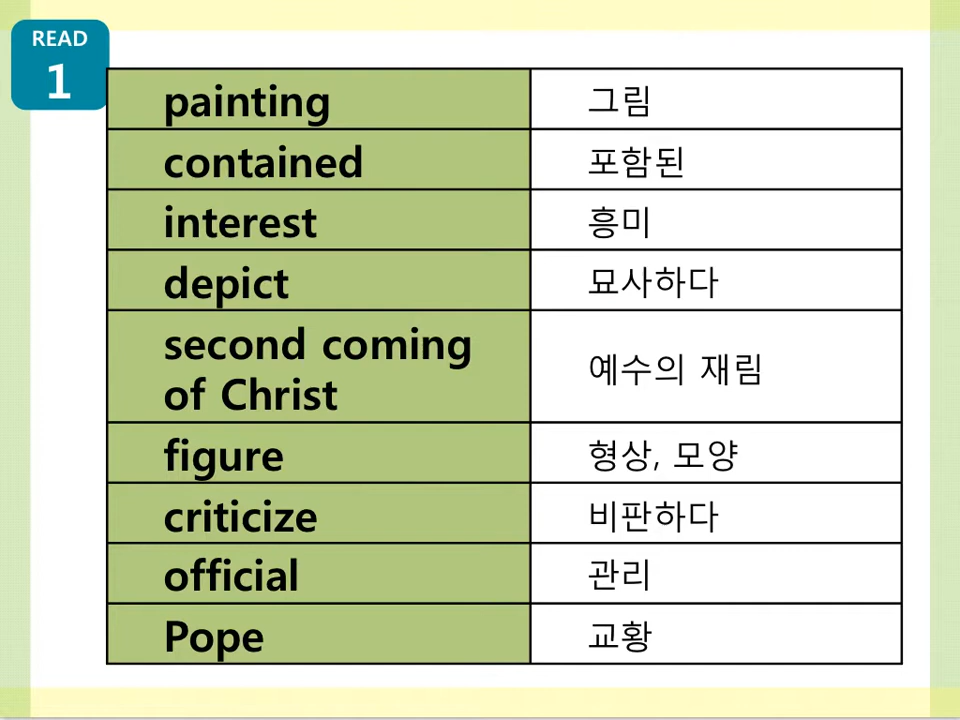 READ
1
painting 그림
contained 포함된
interest 흥미
depict 묘사하다
second coming
of Christ 예수의 재림
figure 형상, 모양
criticize 비판하다
official 관리
Pope 교황